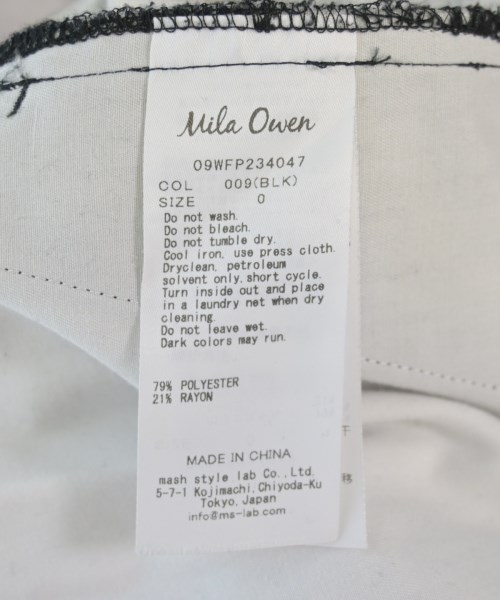 Mila Owen
09WFP234047
COL 009(BLK)
SIZE 0
Do not wash.
Do not bleach.
Do not tumble dry.
Cool iron, use press cloth.
Dryclean, petroleum
solvent only, short cycle.
Turn inside out and place
in a laundry net when dry
cleaning.
Do not leave wet.
Dark colors may run.
79% POLYESTER
21% RAYON
MADE IN CHINA
mash style lab Co.,Ltd.
5-7-1 Kojimachi,Chiyoda-Ku
Tokyo,Japan
info@ms-lab.com